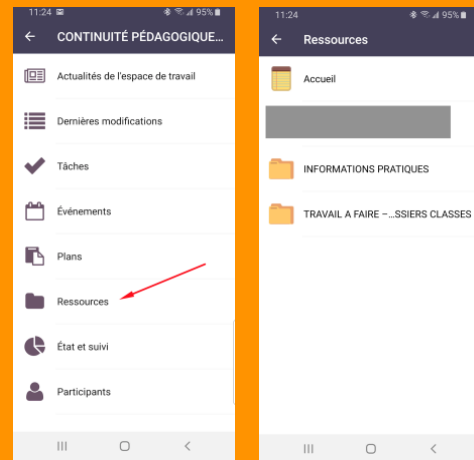 11:24 95%
CONTINUITÉ PÉDAGOGIQUE...
Actualités de l'espace de travail
Dernières modifications
Tâches
Événements
Plans
Ressources
État et suivi
Participants
11:24 95%
Ressources
Accueil
INFORMATIONS PRATIQUES
TRAVAIL A FAIRE –...SSIERS CLASSES